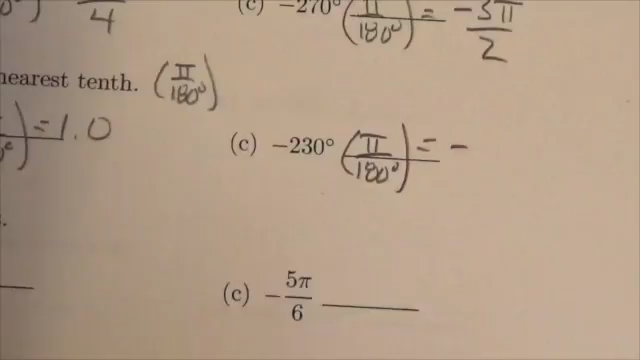 4
(c) −270° (π/180°) = −3π/2
nearest tenth. (π/180°)
) = 1.0
(c) −230° (π/180°) = −
(c) −5π/6